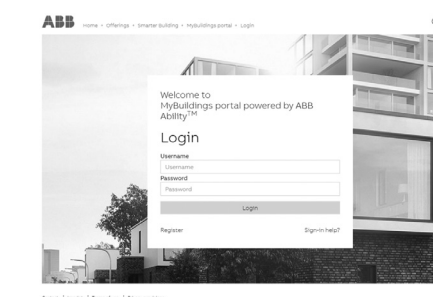 ABB
Home › Offerings › Smarter Building › MyBuildings portal › Login
Welcome to
MyBuildings portal powered by ABB
Ability™
Login
Username
Username
Password
Password
Login
Register Sign-in help?